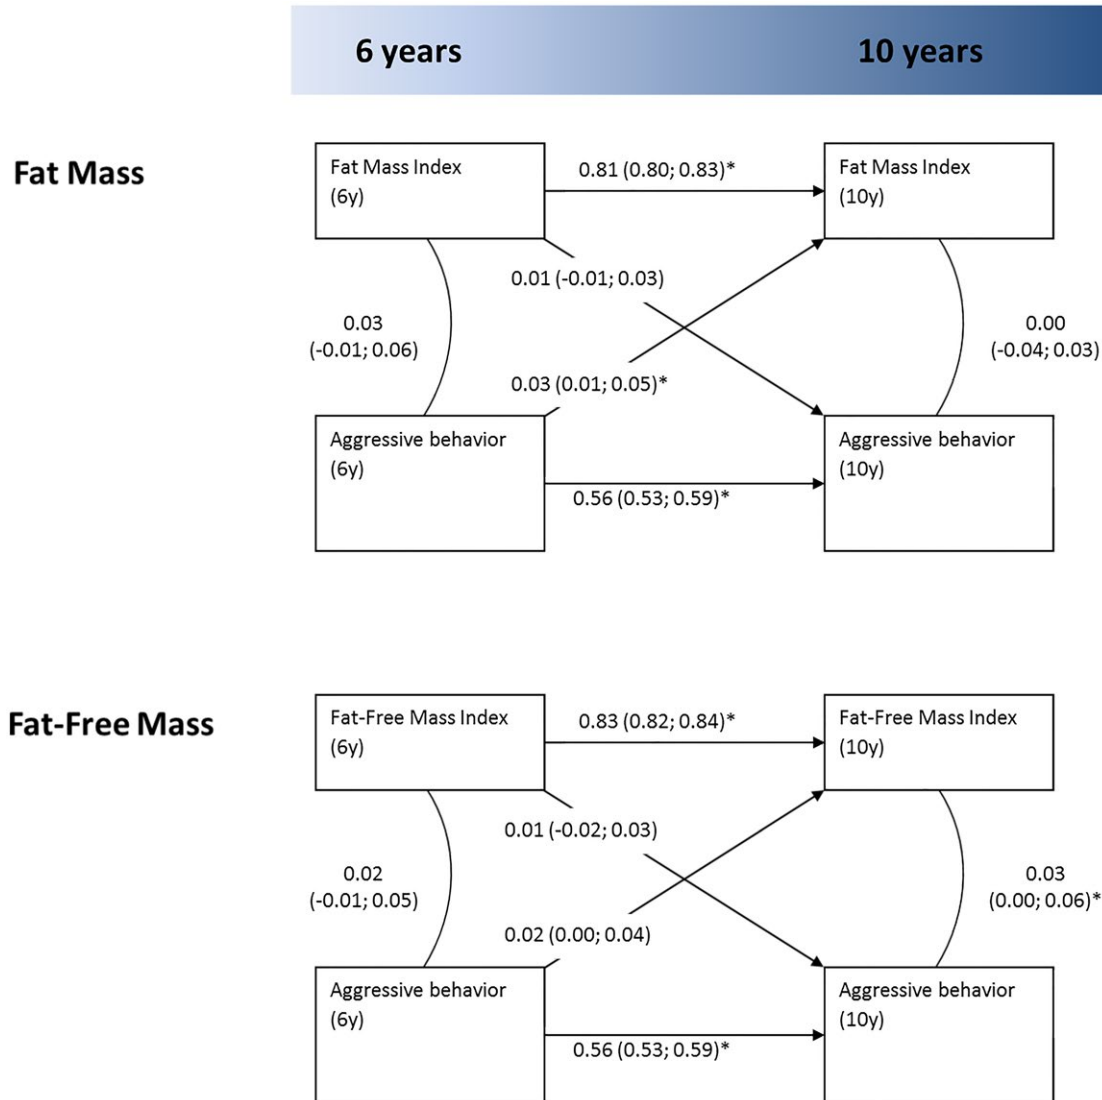 6 years
10 years
Fat Mass
Fat Mass Index
(6y)
0.81 (0.80; 0.83)*
Fat Mass Index
(10y)
0.01 (-0.01; 0.03)
0.03
(-0.01; 0.06)
0.00
(-0.04; 0.03)
0.03 (0.01; 0.05)*
Aggressive behavior
(6y)
Aggressive behavior
(10y)
0.56 (0.53; 0.59)*
Fat-Free Mass
Fat-Free Mass Index
(6y)
0.83 (0.82; 0.84)*
Fat-Free Mass Index
(10y)
0.01 (-0.02; 0.03)
0.02
(-0.01; 0.05)
0.03
(0.00; 0.06)*
0.02 (0.00; 0.04)
Aggressive behavior
(6y)
Aggressive behavior
(10y)
0.56 (0.53; 0.59)*